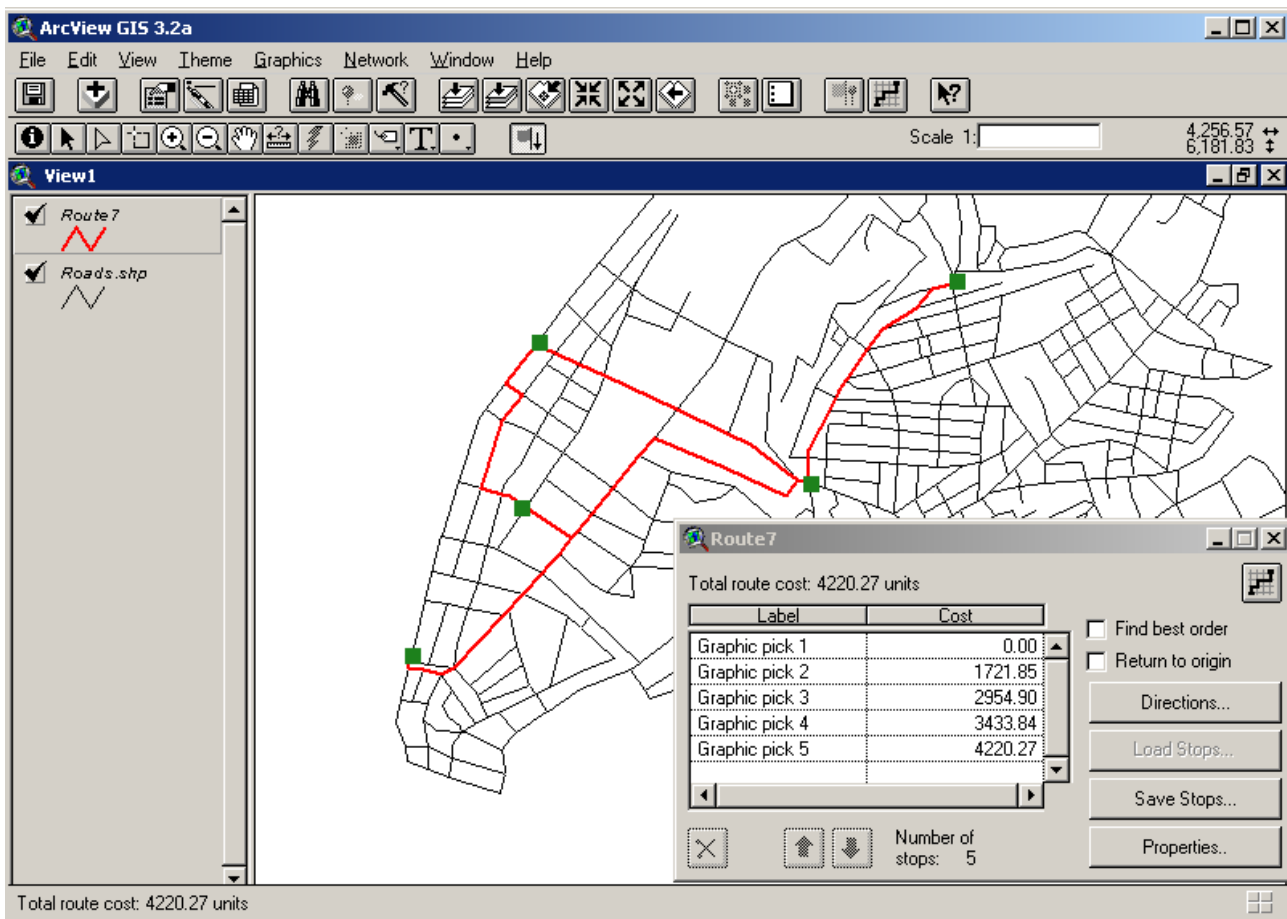 ArcView GIS 3.2a
File Edit View Theme Graphics Network Window Help
Scale 1:
4,256.57
6,181.83
View1
Route7
Roads.shp
Route7
Total route cost: 4220.27 units
Label Cost
Graphic pick 1 0.00
Graphic pick 2 1721.85
Graphic pick 3 2954.90
Graphic pick 4 3433.84
Graphic pick 5 4220.27
Find best order
Return to origin
Directions...
Load Stops...
Save Stops...
Properties..
Number of
stops: 5
Total route cost: 4220.27 units